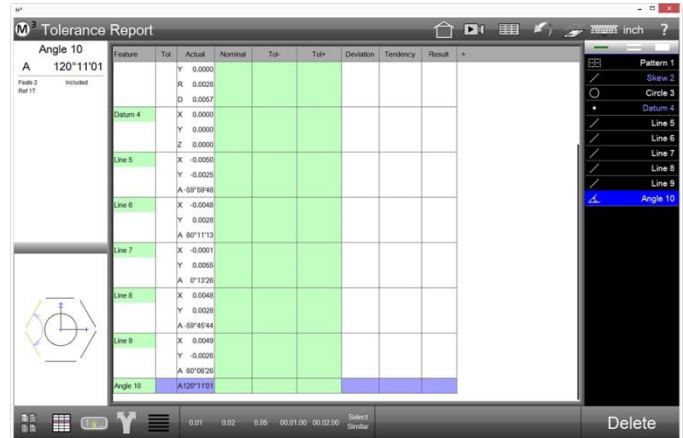 M³
M³ Tolerance Report
inch ?
Angle 10
A 120°11'01
Feats 2 Included
Ref 1T
Feature Tol Actual Nominal Tol- Tol+ Deviation Tendency Result +
Y 0.0000
R 0.0028
D 0.0057
Datum 4 X 0.0000
Y 0.0000
Z 0.0000
Line 5 X -0.0050
Y -0.0025
A -59°59'48
Line 6 X -0.0048
Y 0.0028
A 60°11'13
Line 7 X -0.0001
Y 0.0055
A 0°13'26
Line 8 X 0.0048
Y 0.0028
A -59°45'44
Line 9 X 0.0049
Y -0.0026
A 60°06'26
Angle 10 A 120°11'01
Pattern 1
Skew 2
Circle 3
Datum 4
Line 5
Line 6
Line 7
Line 8
Line 9
Angle 10
0.01 0.02 0.05 00.01.00 00.02.00 Select Similar
Delete